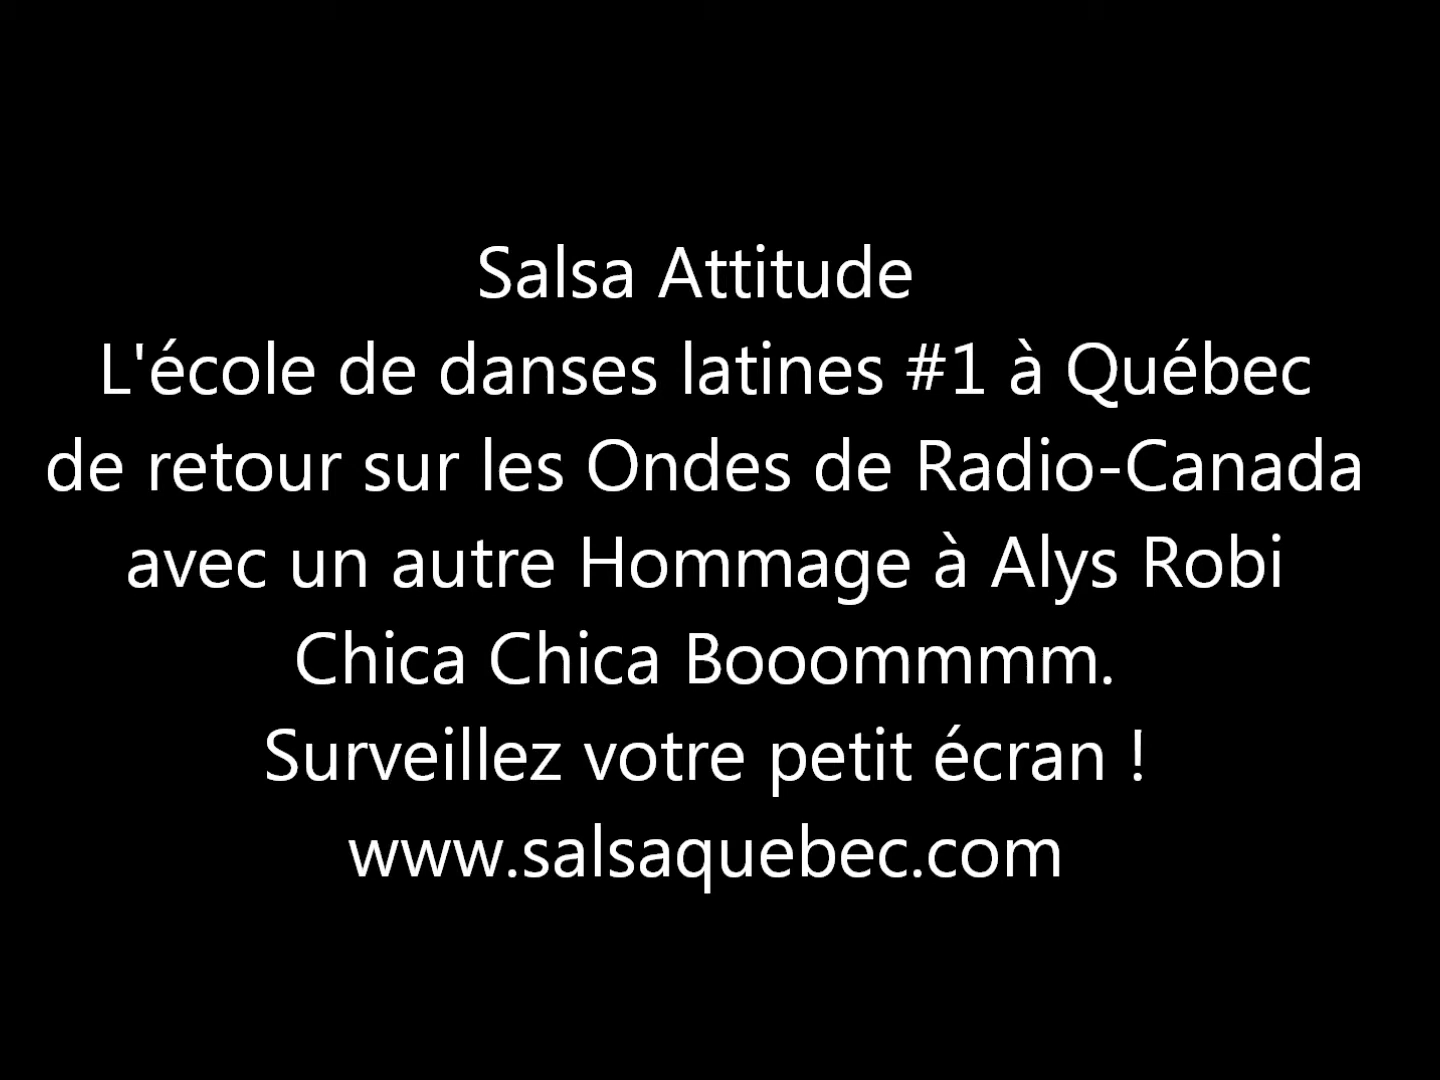 Salsa Attitude
L'école de danses latines #1 à Québec
de retour sur les Ondes de Radio-Canada
avec un autre Hommage à Alys Robi
Chica Chica Booommmm.
Surveillez votre petit écran !
www.salsaquebec.com